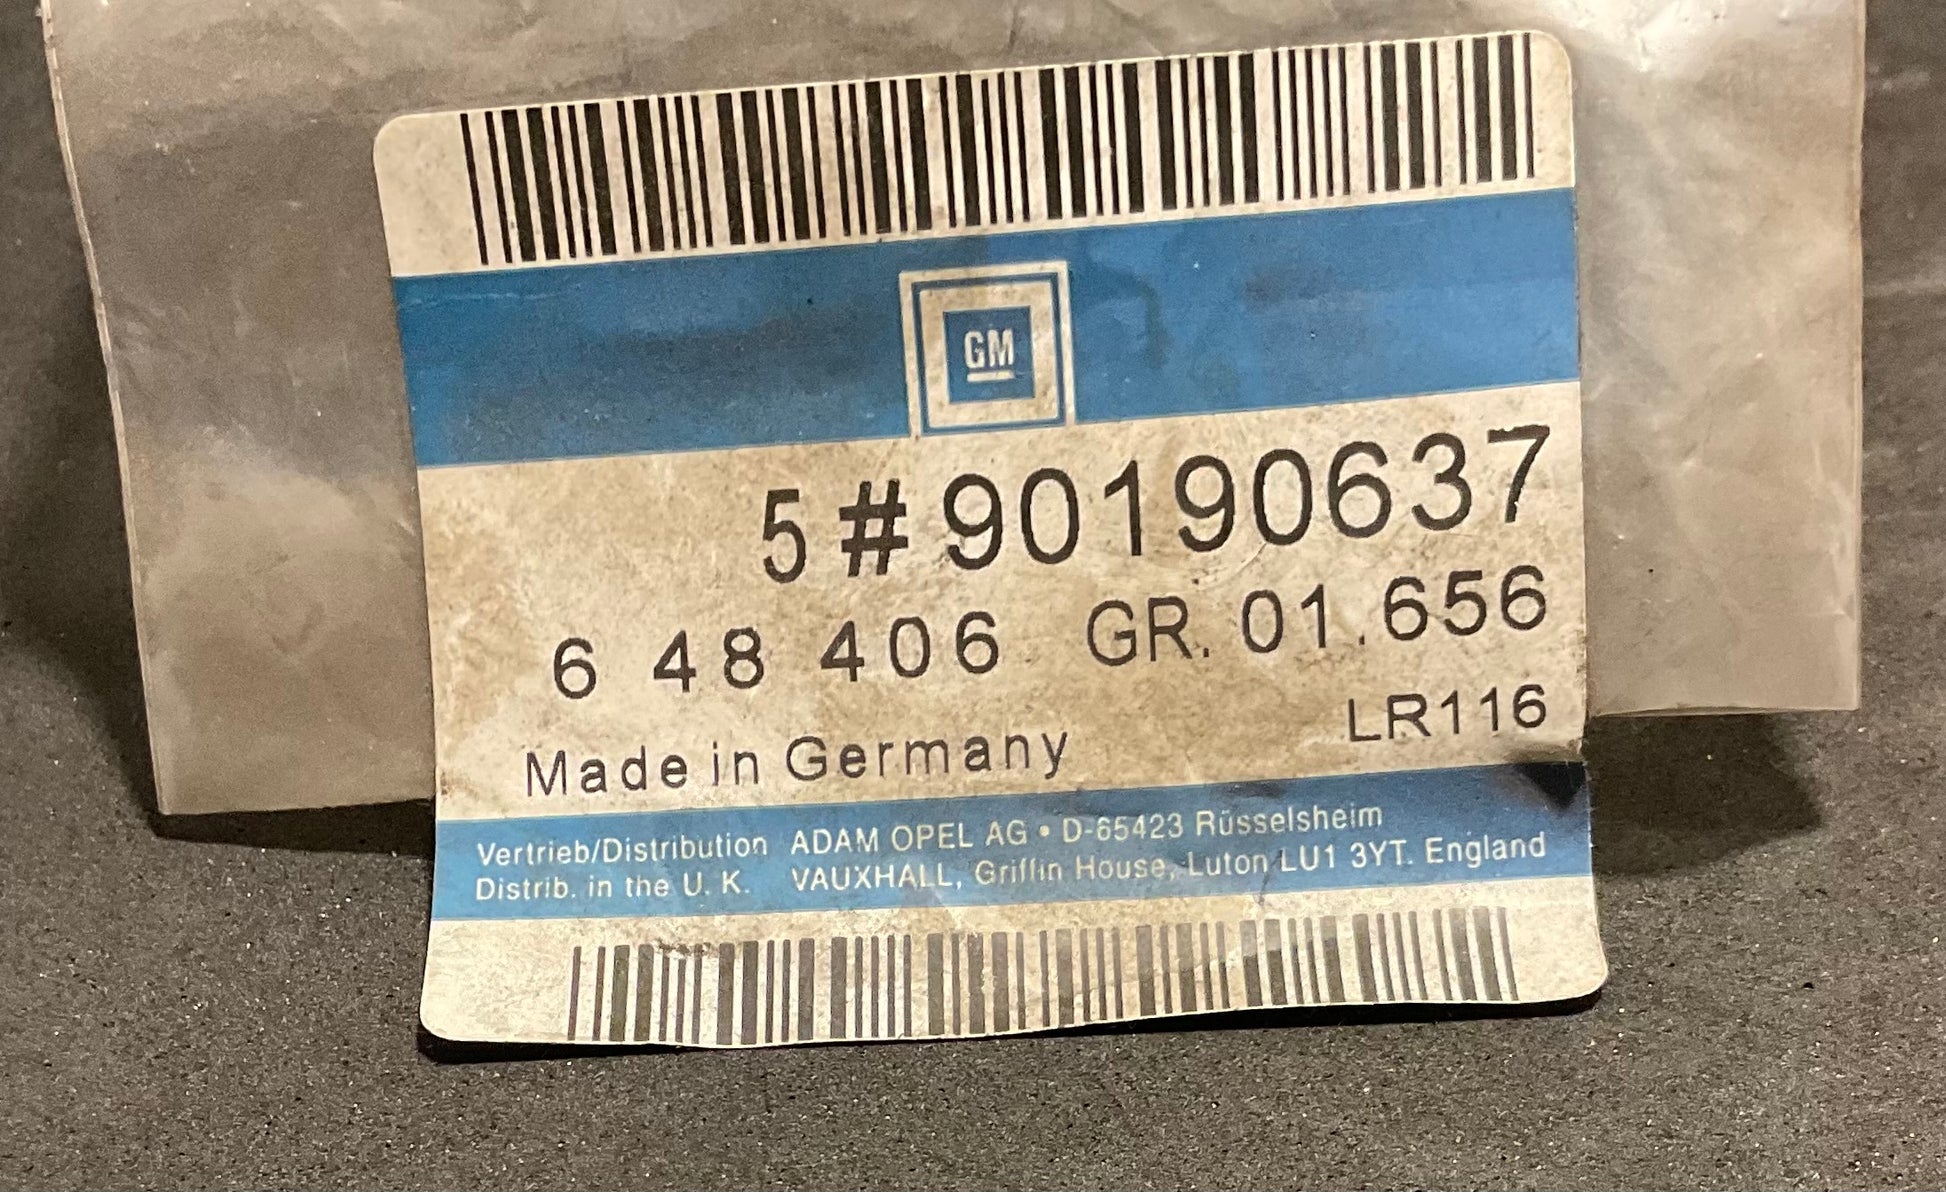 GM
5 # 90190637
6 48 406 GR. 01.656
LR116
Made in Germany
Vertrieb/Distribution ADAM OPEL AG • D-65423 Rüsselsheim
Distrib. in the U. K. VAUXHALL, Griffin House, Luton LU1 3YT. England